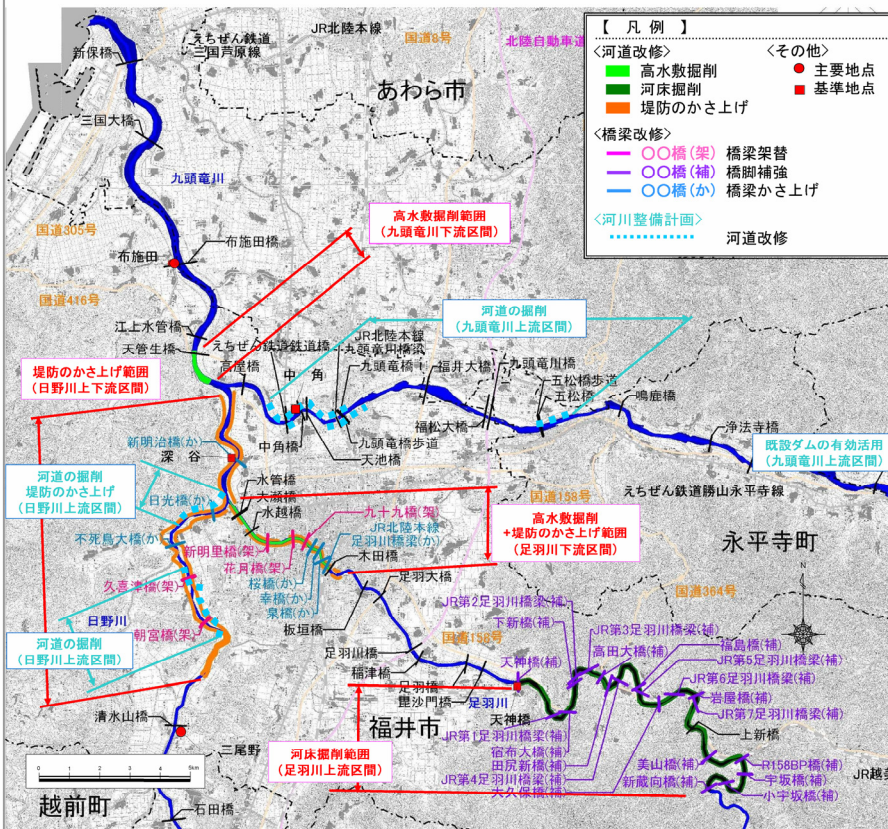 【 凡 例 】
<河道改修>
高水敷掘削
河床掘削
堤防のかさ上げ
<その他>
主要地点
基準地点
<橋梁改修>
〇〇橋(架) 橋梁架替
〇〇橋(補) 橋脚補強
〇〇橋(か) 橋梁かさ上げ
<河川整備計画>
河道改修
新保橋
えちぜん鉄道
三国芦原線
JR北陸本線
国道8号
北陸自動車道
あわら市
三国大橋
九頭竜川
国道305号
布施田
布施田橋
国道416号
高水敷掘削範囲
(九頭竜川下流区間)
江上水管橋
天菅生橋
えちぜん鉄道鉄道橋
高屋橋
中 角
JR北陸本線
九頭竜川橋梁
九頭竜橋
河道の掘削
(九頭竜川上流区間)
福井大橋
九頭竜川橋
五松橋歩道
五松橋
鳴鹿橋
堤防のかさ上げ範囲
(日野川上下流区間)
中角橋
天池橋
九頭竜橋歩道
福松大橋
浄法寺橋
既設ダムの有効活用
(九頭竜川上流区間)
新明治橋(か)
深 谷
河道の掘削
堤防のかさ上げ
(日野川上流区間)
水管橋
大瀬橋
水越橋
日光橋(か)
国道158号
えちぜん鉄道勝山永平寺線
不死鳥大橋(か)
九十九橋(架)
JR北陸本線
足羽川橋梁(か)
木田橋
高水敷掘削
+堤防のかさ上げ範囲
(足羽川下流区間)
永平寺町
新明里橋(架)
花月橋(架)
桜橋(か)
幸橋(か)
泉橋(か)
足羽大橋
久喜津橋(架)
日野川
朝宮橋(架)
河道の掘削
(日野川上流区間)
板垣橋
国道364号
JR第2足羽川橋梁(補)
下新橋(補)
JR第3足羽川橋梁(補)
高田大橋(補)
福島橋(補)
JR第5足羽川橋梁(補)
国道158号
足羽川橋
稲津橋
足羽橋
毘沙門橋
足羽川
天神橋(補)
JR第6足羽川橋梁(補)
岩屋橋(補)
JR第7足羽川橋梁(補)
上新橋
清水山橋
福井市
天神橋
JR第1足羽川橋梁(補)
宿布大橋(補)
田尻新橋(補)
JR第4足羽川橋梁(補)
大久保橋(補)
河床掘削範囲
(足羽川上流区間)
三尾野
美山橋(補)
新蔵向橋(補)
R158BP橋(補)
宇坂橋(補)
小宇坂橋(補)
JR越美
0 1 2 3 4 5km
越前町
石田橋
N